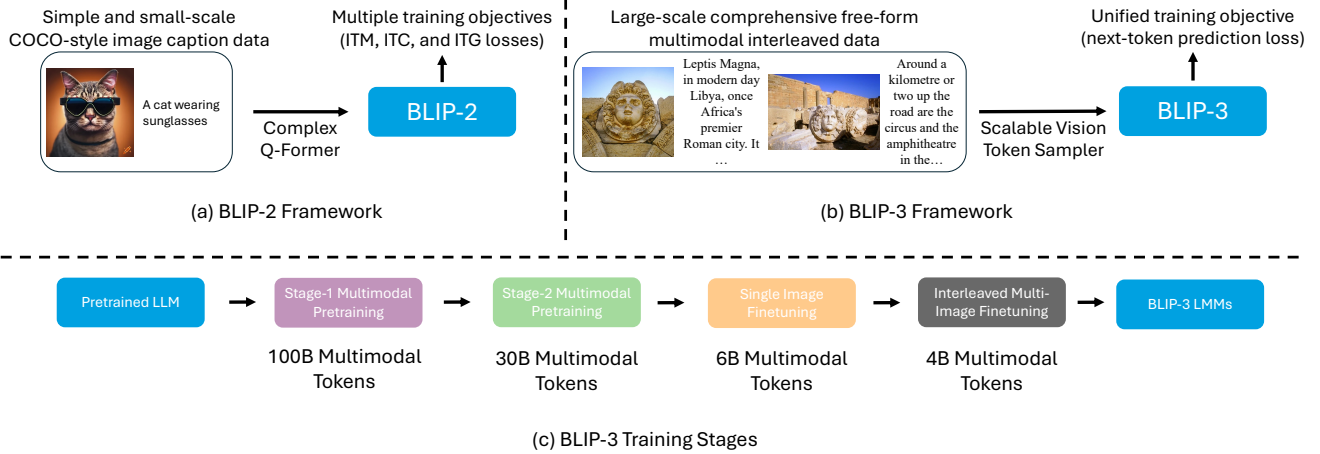 Simple and small-scale
COCO-style image caption data
A cat wearing
sunglasses
Complex
Q-Former
Multiple training objectives
(ITM, ITC, and ITG losses)
BLIP-2
(a) BLIP-2 Framework
Large-scale comprehensive free-form
multimodal interleaved data
Leptis Magna,
in modern day
Libya, once
Africa's
premier
Roman city. It
…
Around a
kilometre or
two up the
road are the
circus and the
amphitheatre
in the…
Scalable Vision
Token Sampler
Unified training objective
(next-token prediction loss)
BLIP-3
(b) BLIP-3 Framework
Pretrained LLM
Stage-1 Multimodal
Pretraining
100B Multimodal
Tokens
Stage-2 Multimodal
Pretraining
30B Multimodal
Tokens
Single Image
Finetuning
6B Multimodal
Tokens
Interleaved Multi-
Image Finetuning
4B Multimodal
Tokens
BLIP-3 LMMs
(c) BLIP-3 Training Stages